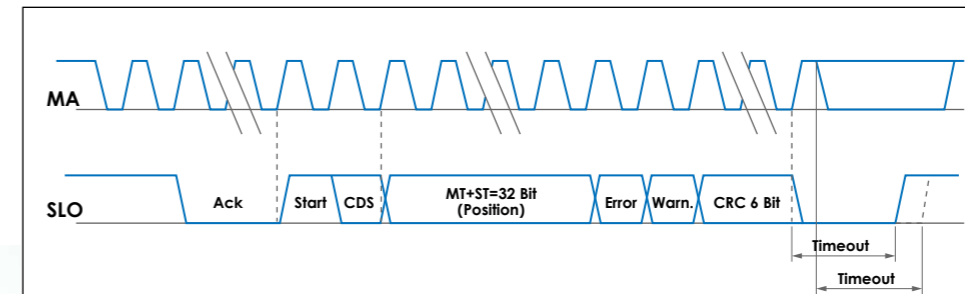 MA
SLO
Ack
Start
CDS
MT+ST=32 Bit
(Position)
Error
Warn.
CRC 6 Bit
Timeout
Timeout